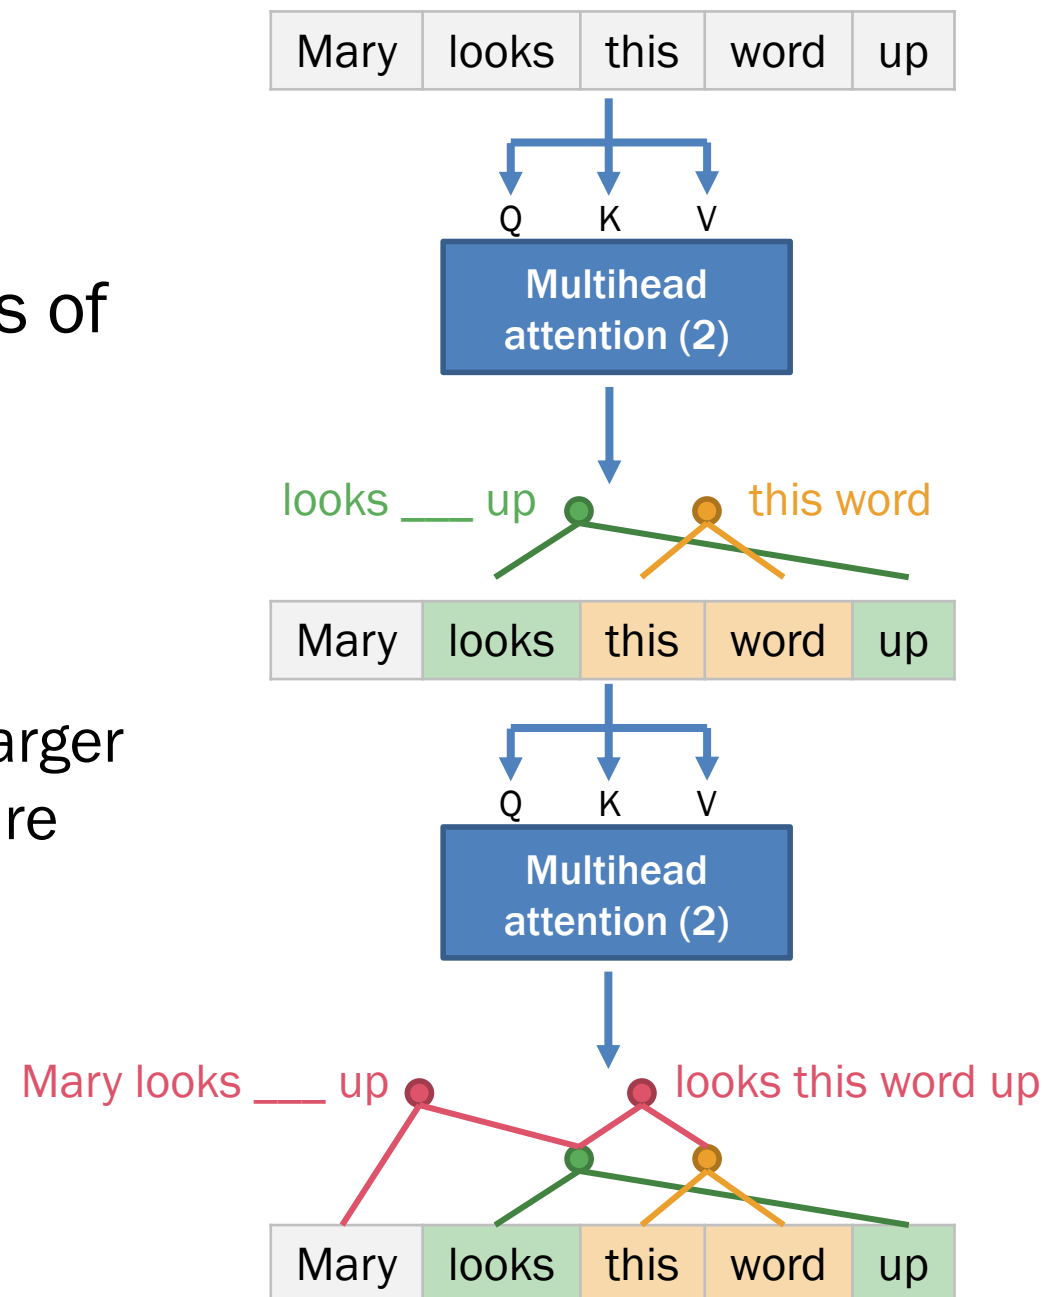 Mary looks this word up
Q K V
Multihead
attention (2)
s of
looks ___ up this word
Mary looks this word up
arger
re
Q K V
Multihead
attention (2)
Mary looks ___ up looks this word up
Mary looks this word up